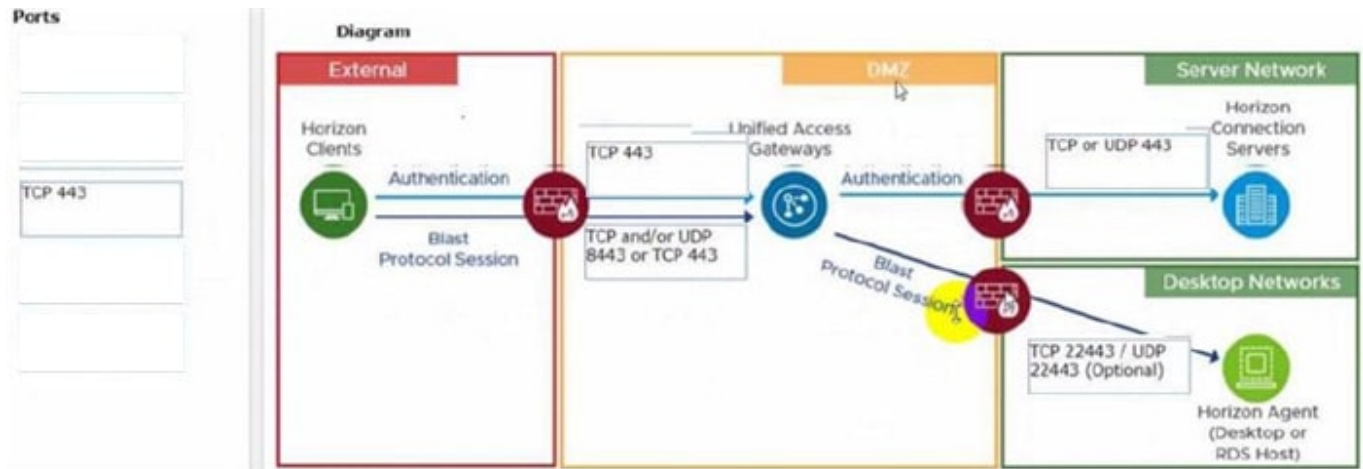 Ports
TCP 443
Diagram
External
DMZ
Server Network
Horizon
Clients
Authentication
Blast
Protocol Session
TCP 443
TCP and/or UDP
8443 or TCP 443
Unified Access
Gateways
Authentication
Blast
Protocol Session
TCP or UDP 443
Horizon
Connection
Servers
Desktop Networks
TCP 22443 / UDP
22443 (Optional)
Horizon Agent
(Desktop or
RDS Host)